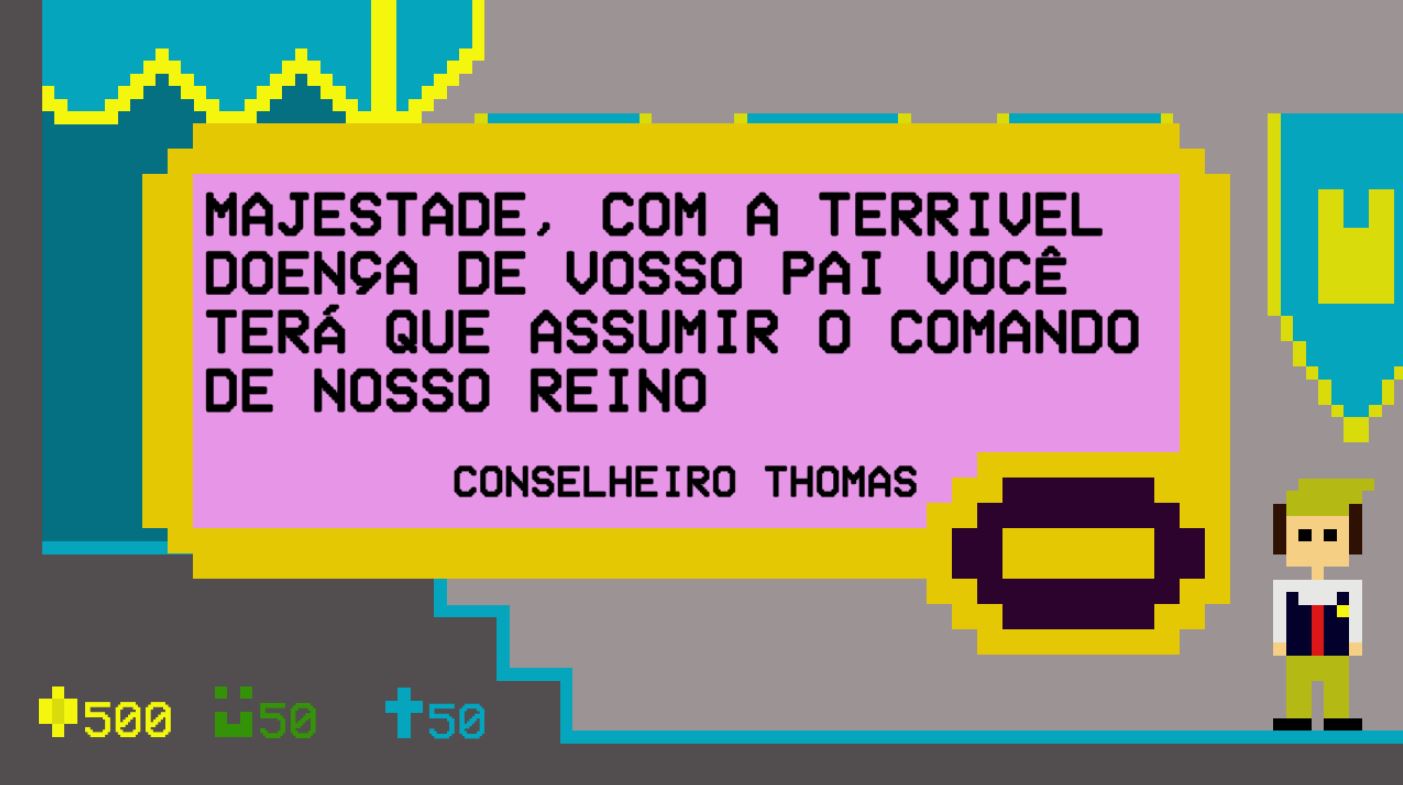 MAJESTADE, COM A TERRIVEL
DOENÇA DE VOSSO PAI VOCÊ
TERÁ QUE ASSUMIR O COMANDO
DE NOSSO REINO
CONSELHEIRO THOMAS
500 50 50